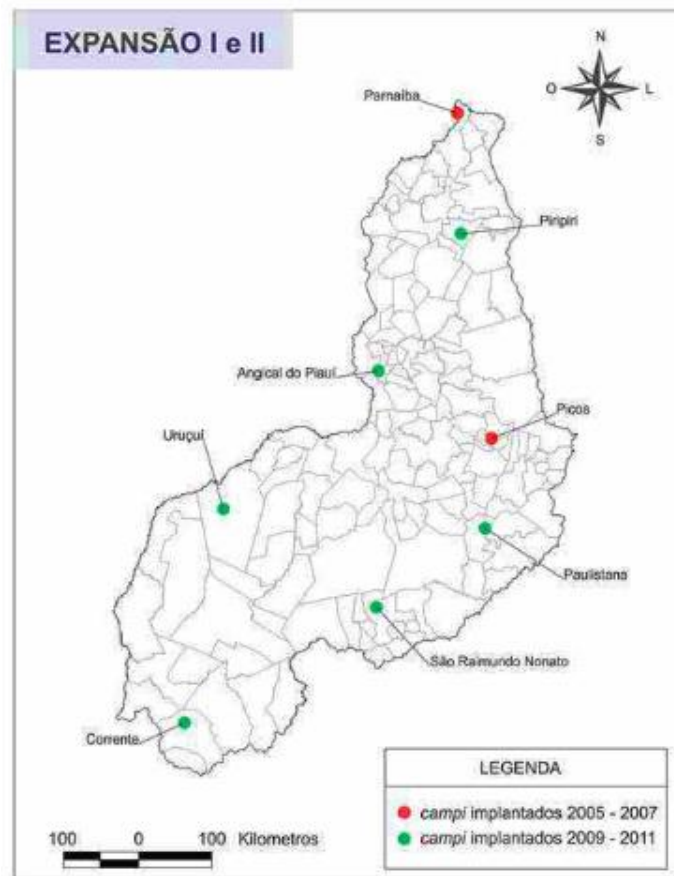 EXPANSÃO I e II
N
O
L
S
Parnaíba
Piripiri
Angical do Piauí
Picos
Uruçuí
Paulistana
São Raimundo Nonato
Corrente
LEGENDA
campi implantados 2005 - 2007
campi implantados 2009 - 2011
100 0 100 Kilometros